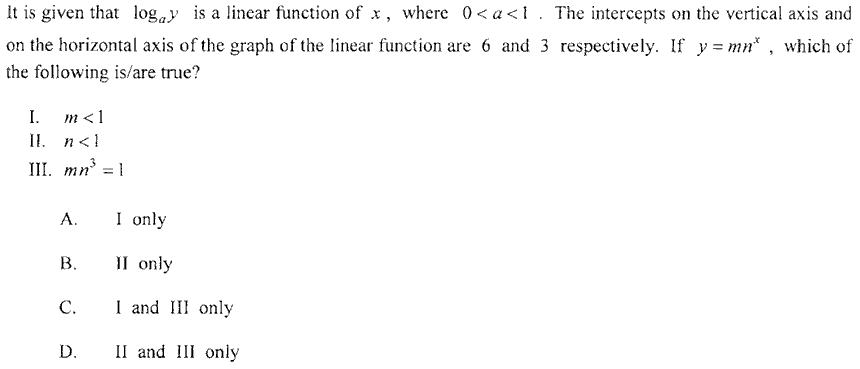 It is given that log_a y is a linear function of x , where 0 < a < 1 . The intercepts on the vertical axis and
on the horizontal axis of the graph of the linear function are 6 and 3 respectively. If y = mn^x , which of
the following is/are true?
I. m < 1
II. n < 1
III. mn³ = 1
A. I only
B. II only
C. I and III only
D. II and III only